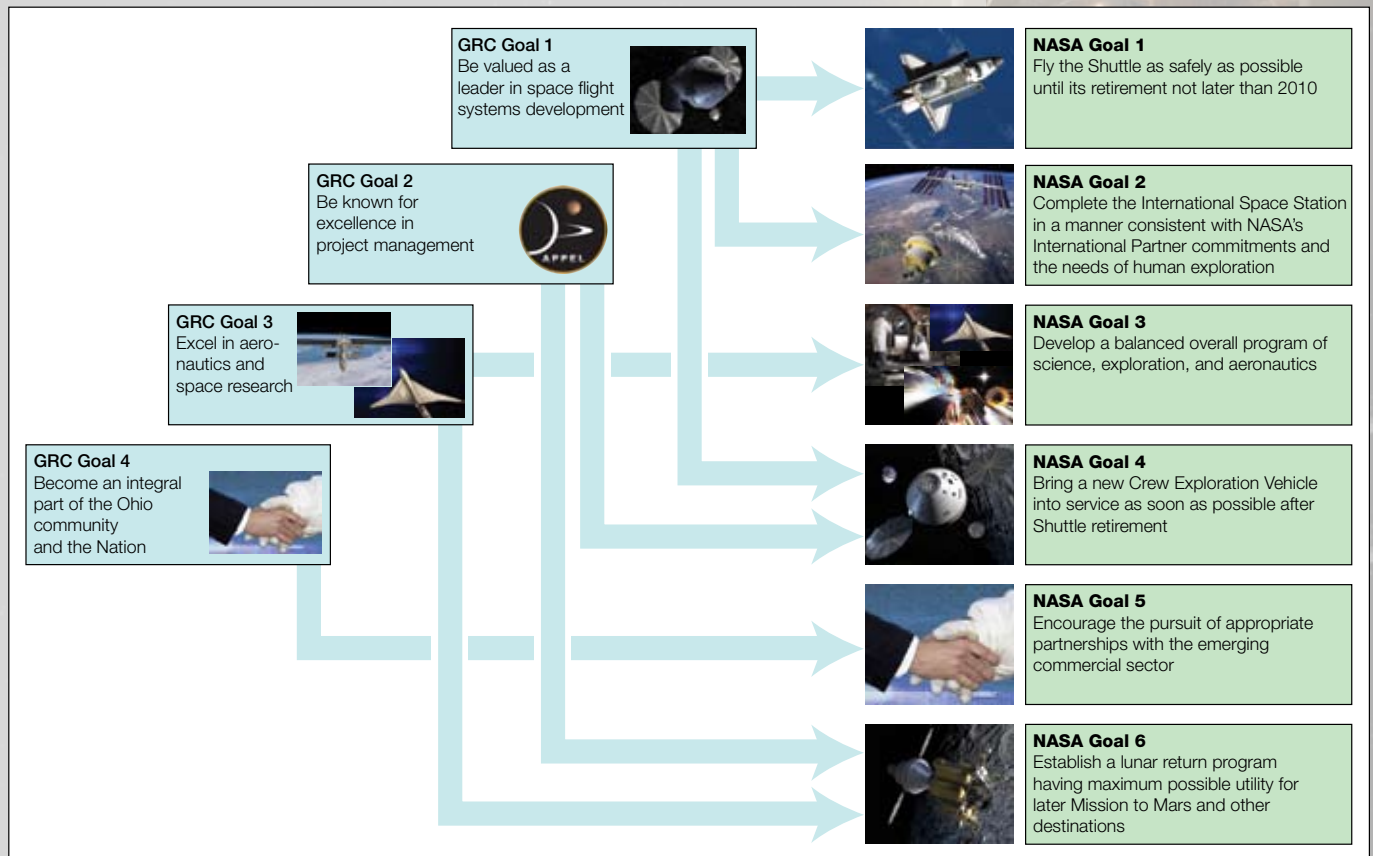 GRC Goal 1
Be valued as a
leader in space flight
systems development
NASA Goal 1
Fly the Shuttle as safely as possible
until its retirement not later than 2010
GRC Goal 2
Be known for
excellence in
project management
APPEL
NASA Goal 2
Complete the International Space Station
in a manner consistent with NASA's
International Partner commitments and
the needs of human exploration
GRC Goal 3
Excel in aero-
nautics and
space research
NASA Goal 3
Develop a balanced overall program of
science, exploration, and aeronautics
GRC Goal 4
Become an integral
part of the Ohio
community
and the Nation
NASA Goal 4
Bring a new Crew Exploration Vehicle
into service as soon as possible after
Shuttle retirement
NASA Goal 5
Encourage the pursuit of appropriate
partnerships with the emerging
commercial sector
NASA Goal 6
Establish a lunar return program
having maximum possible utility for
later Mission to Mars and other
destinations